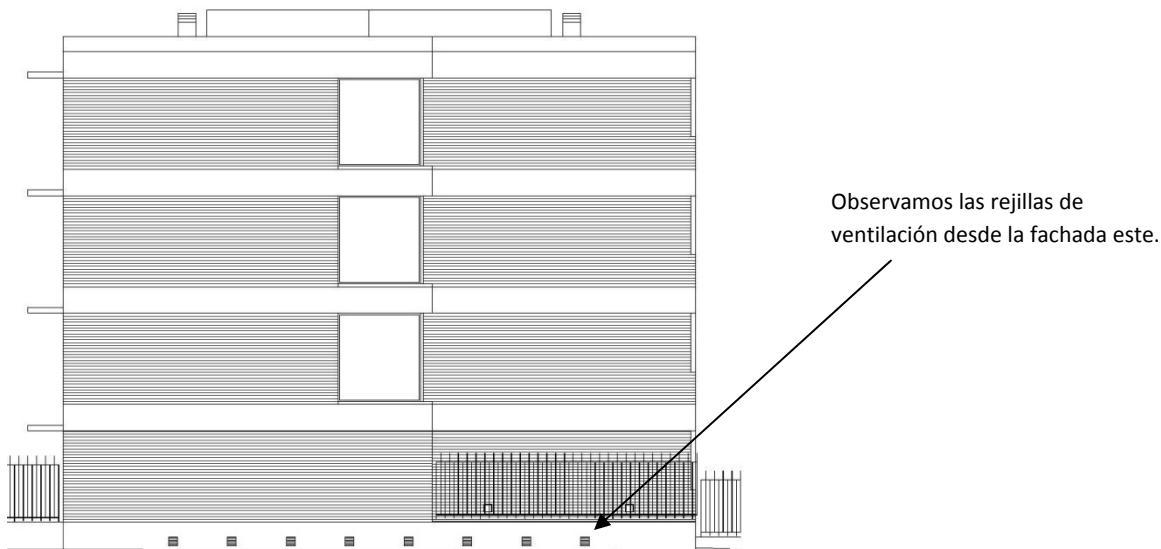 Observamos las rejillas de
ventilación desde la fachada este.